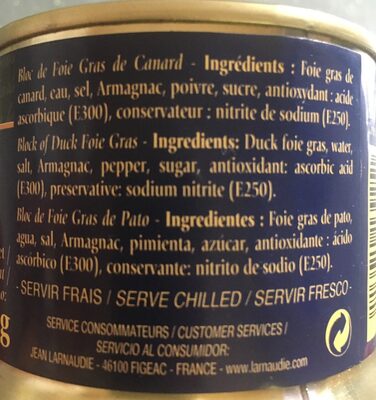 Bloc de Foie Gras de Canard - Ingrédients : Foie gras de
canard, eau, sel, Armagnac, poivre, sucre, antioxydant : acide
ascorbique (E300), conservateur : nitrite de sodium (E250).
Block of Duck Foie Gras - Ingredients: Duck foie gras, water,
salt, Armagnac, pepper, sugar, antioxidant: ascorbic acid
(E300), preservative: sodium nitrite (E250).
Bloc de Foie Gras de Pato - Ingredientes : Foie gras de pato,
agua, sal, Armagnac, pimienta, azúcar, antioxidante : ácido
ascórbico (E300), conservante: nitrito de sodio (E250).
- SERVIR FRAIS / SERVE CHILLED / SERVIR FRESCO -
SERVICE CONSOMMATEURS / CUSTOMER SERVICES /
SERVICIO AL CONSUMIDOR:
JEAN LARNAUDIE - 46100 FIGEAC - FRANCE - www.larnaudie.com
g